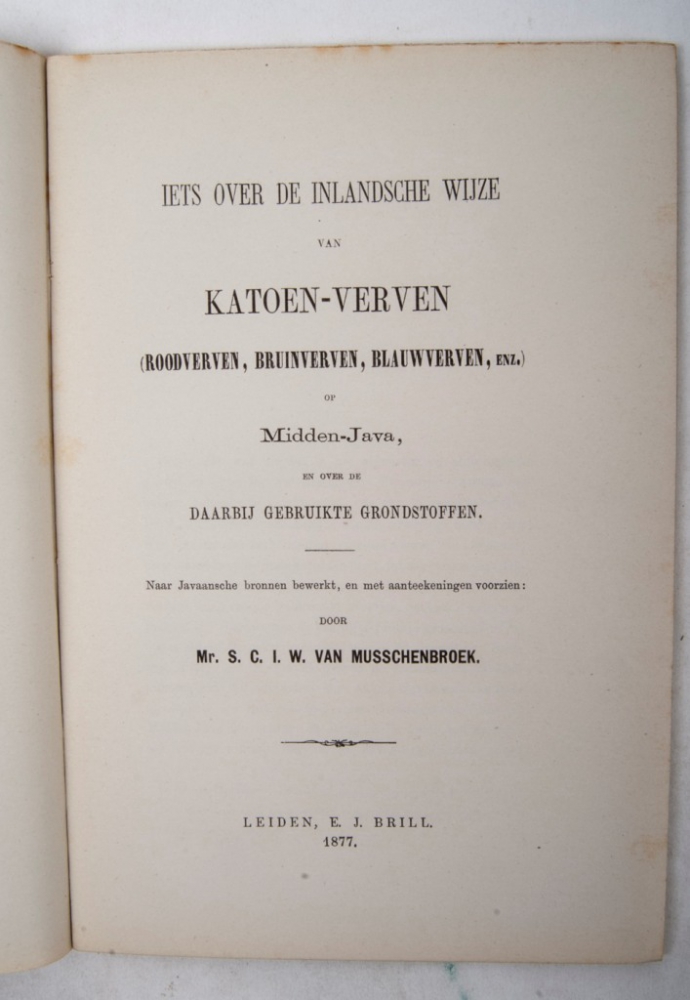 IETS OVER DE INLANDSCHE WIJZE
VAN
KATOEN-VERVEN
(ROODVERVEN, BRUINVERVEN, BLAUWVERVEN, ENZ.)
OP
Midden-Java,
EN OVER DE
DAARBIJ GEBRUIKTE GRONDSTOFFEN.
Naar Javaansche bronnen bewerkt, en met aanteekeningen voorzien:
DOOR
Mr. S. C. I. W. VAN MUSSCHENBROEK.
LEIDEN, E. J. BRILL.
1877.